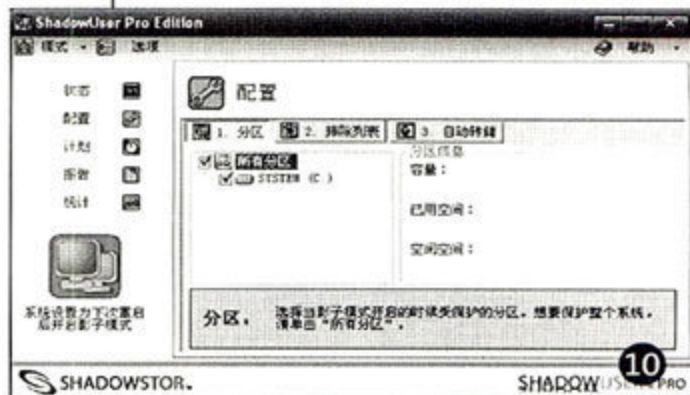 ShadowUser Pro Edition
模式 选项 帮助
状态
配置
计划
报告
统计
系统设置为下次重启
后开启影子模式
配置
1. 分区 2. 排除列表 3. 自动转储
所有分区
SYSTEM (C )
分区信息
容量：
已用空间：
空闲空间：
分区， 选择当影子模式开启的时候受保护的分区。想要保护整个系统，
请单击“所有分区”。
SHADOWSTOR.
SHADOWUSER PRO
10